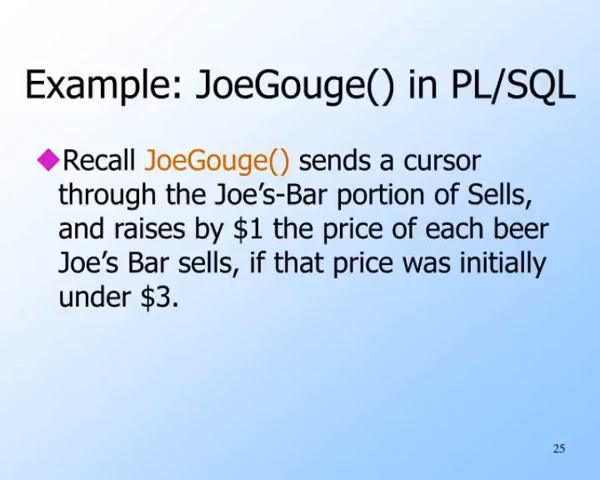 Example: JoeGouge() in PL/SQL
Recall JoeGouge() sends a cursor
through the Joe’s-Bar portion of Sells,
and raises by $1 the price of each beer
Joe’s Bar sells, if that price was initially
under $3.
25